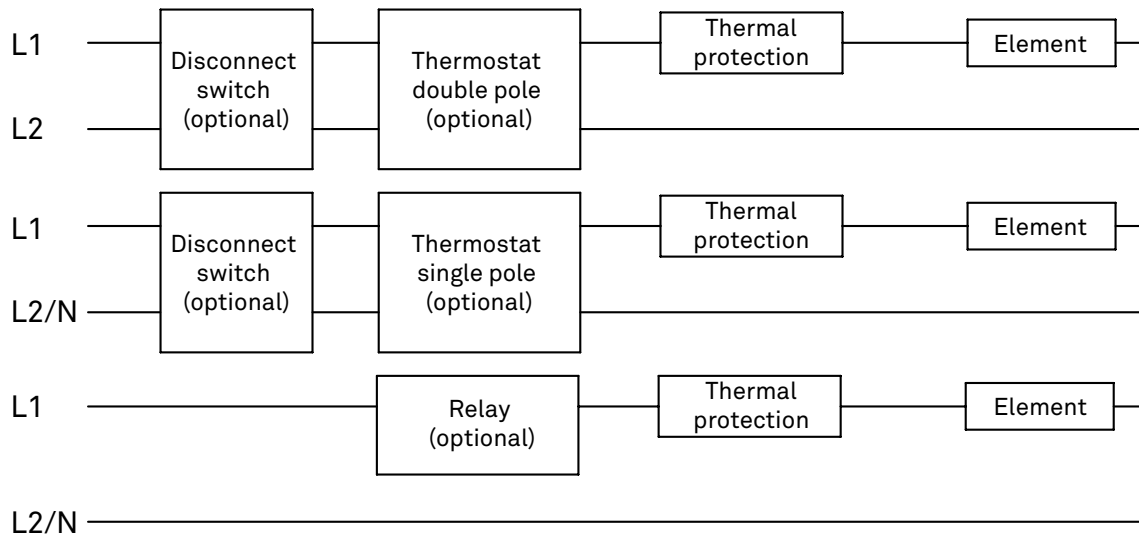 L1
Disconnect
switch
(optional)
Thermostat
double pole
(optional)
Thermal
protection
Element
L2
L1
Disconnect
switch
(optional)
Thermostat
single pole
(optional)
Thermal
protection
Element
L2/N
L1
Relay
(optional)
Thermal
protection
Element
L2/N